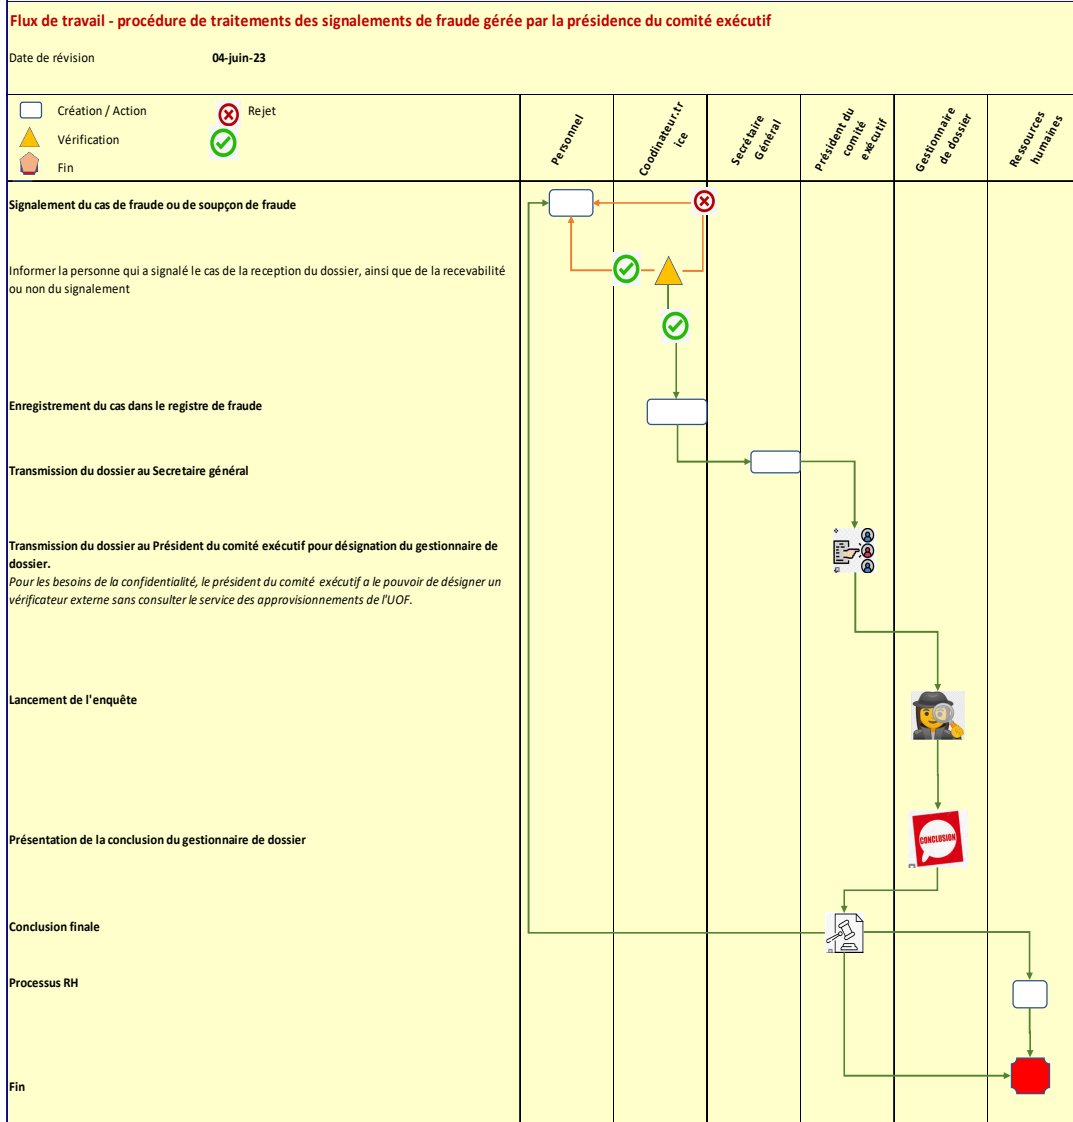 Flux de travail - procédure de traitements des signalements de fraude gérée par la présidence du comité exécutif
Date de révision 04-juin-23
Création / Action Rejet
Vérification
Fin
Personnel
Coodinateur.tr
ice
Secrétaire
Général
Président du
comité
exécutif
Gestionnaire
de dossier
Ressources
humaines
Signalement du cas de fraude ou de soupçon de fraude
Informer la personne qui a signalé le cas de la reception du dossier, ainsi que de la recevabilité
ou non du signalement
Enregistrement du cas dans le registre de fraude
Transmission du dossier au Secretaire général
Transmission du dossier au Président du comité exécutif pour désignation du gestionnaire de
dossier.
Pour les besoins de la confidentialité, le président du comité exécutif a le pouvoir de désigner un
vérificateur externe sans consulter le service des approvisionnements de l'UOF.
Lancement de l'enquête
Présentation de la conclusion du gestionnaire de dossier
CONCLUSION
Conclusion finale
Processus RH
Fin